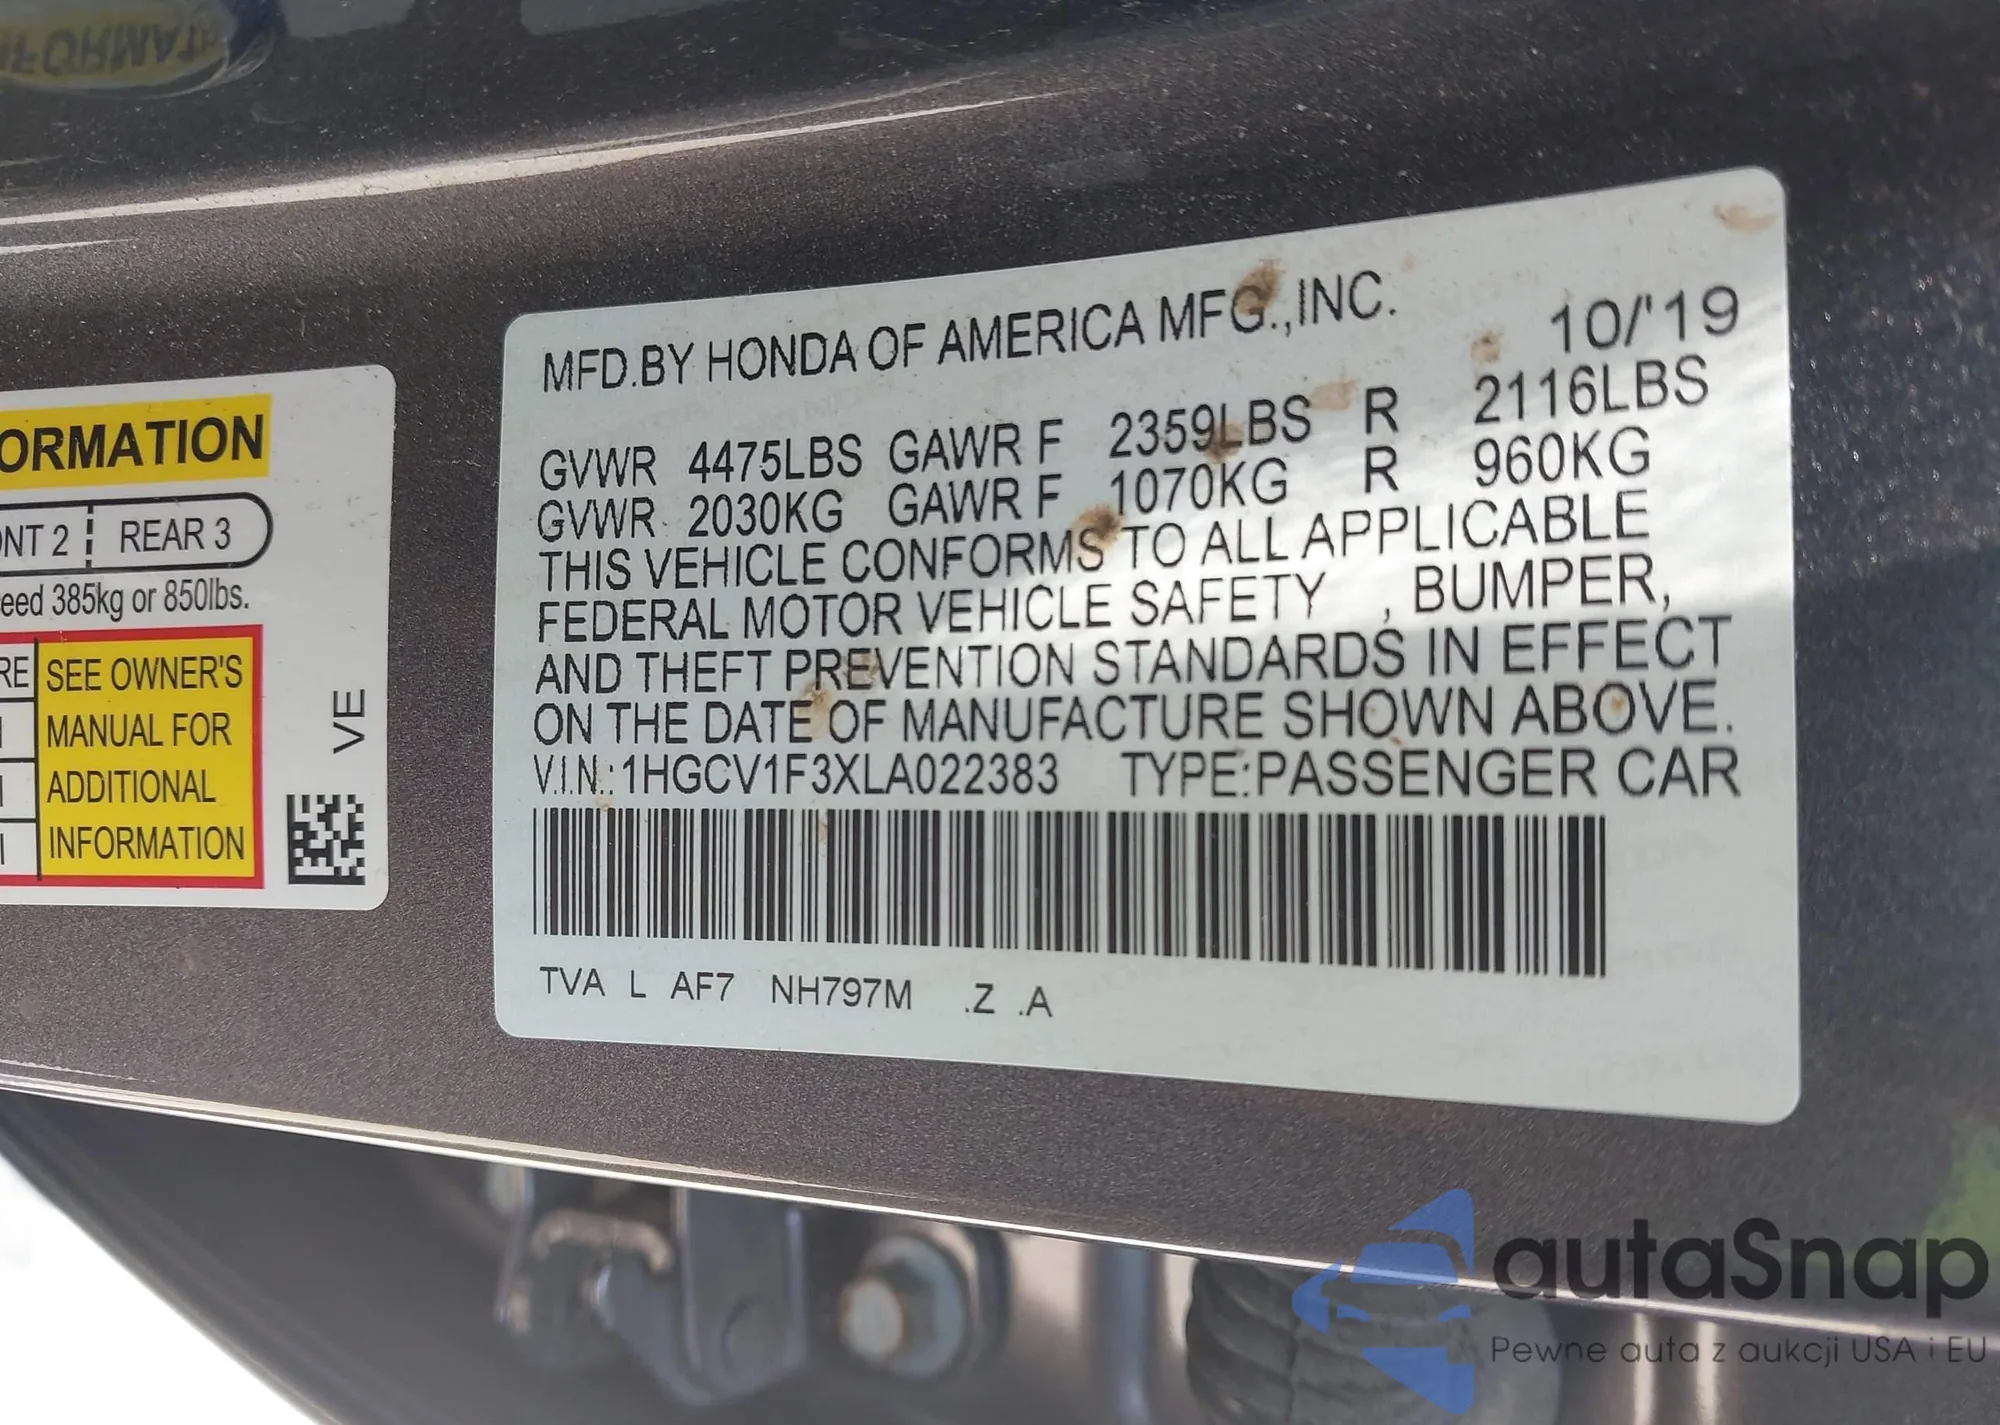 ORMATION
NT 2 REAR 3
eed 385kg or 850lbs.
RE
SEE OWNER'S
MANUAL FOR
ADDITIONAL
INFORMATION
VE
MFD.BY HONDA OF AMERICA MFG.,INC. 10/'19
GVWR 4475LBS GAWR F 2359LBS R 2116LBS
GVWR 2030KG GAWR F 1070KG R 960KG
THIS VEHICLE CONFORMS TO ALL APPLICABLE
FEDERAL MOTOR VEHICLE SAFETY , BUMPER,
AND THEFT PREVENTION STANDARDS IN EFFECT
ON THE DATE OF MANUFACTURE SHOWN ABOVE.
V.I.N.: 1HGCV1F3XLA022383 TYPE:PASSENGER CAR
TVA L AF7 NH797M .Z .A
autaSnap
Pewne auta z aukcji USA i EU